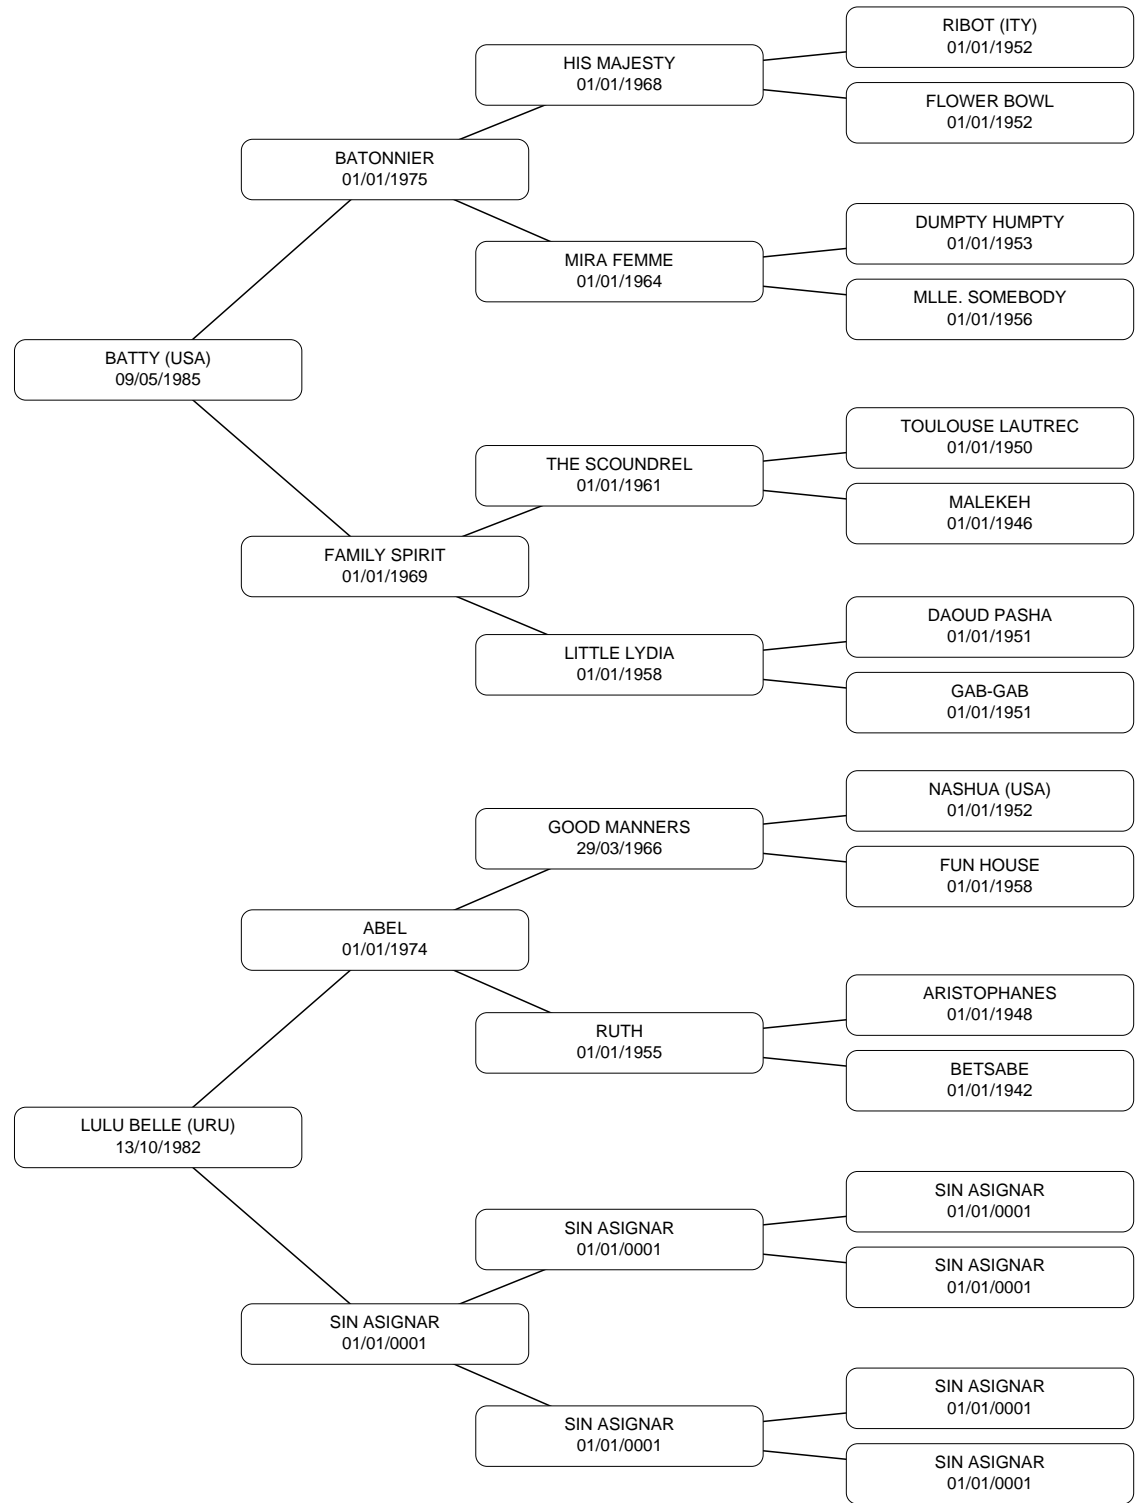 RIBOT (ITY)
01/01/1952
HIS MAJESTY
01/01/1968
FLOWER BOWL
01/01/1952
BATONNIER
01/01/1975
DUMPTY HUMPTY
01/01/1953
MIRA FEMME
01/01/1964
MLLE. SOMEBODY
01/01/1956
BATTY (USA)
09/05/1985
TOULOUSE LAUTREC
01/01/1950
THE SCOUNDREL
01/01/1961
MALEKEH
01/01/1946
FAMILY SPIRIT
01/01/1969
DAOUD PASHA
01/01/1951
LITTLE LYDIA
01/01/1958
GAB-GAB
01/01/1951
NASHUA (USA)
01/01/1952
GOOD MANNERS
29/03/1966
FUN HOUSE
01/01/1958
ABEL
01/01/1974
ARISTOPHANES
01/01/1948
RUTH
01/01/1955
BETSABE
01/01/1942
LULU BELLE (URU)
13/10/1982
SIN ASIGNAR
01/01/0001
SIN ASIGNAR
01/01/0001
SIN ASIGNAR
01/01/0001
SIN ASIGNAR
01/01/0001
SIN ASIGNAR
01/01/0001
SIN ASIGNAR
01/01/0001
SIN ASIGNAR
01/01/0001